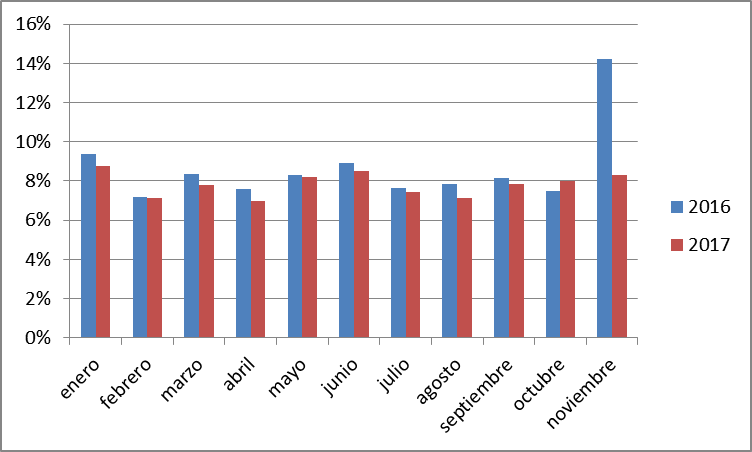 16%
14%
12%
10%
8%
6%
4%
2%
0%
enero
febrero
marzo
abril
mayo
junio
julio
agosto
septiembre
octubre
noviembre
2016
2017